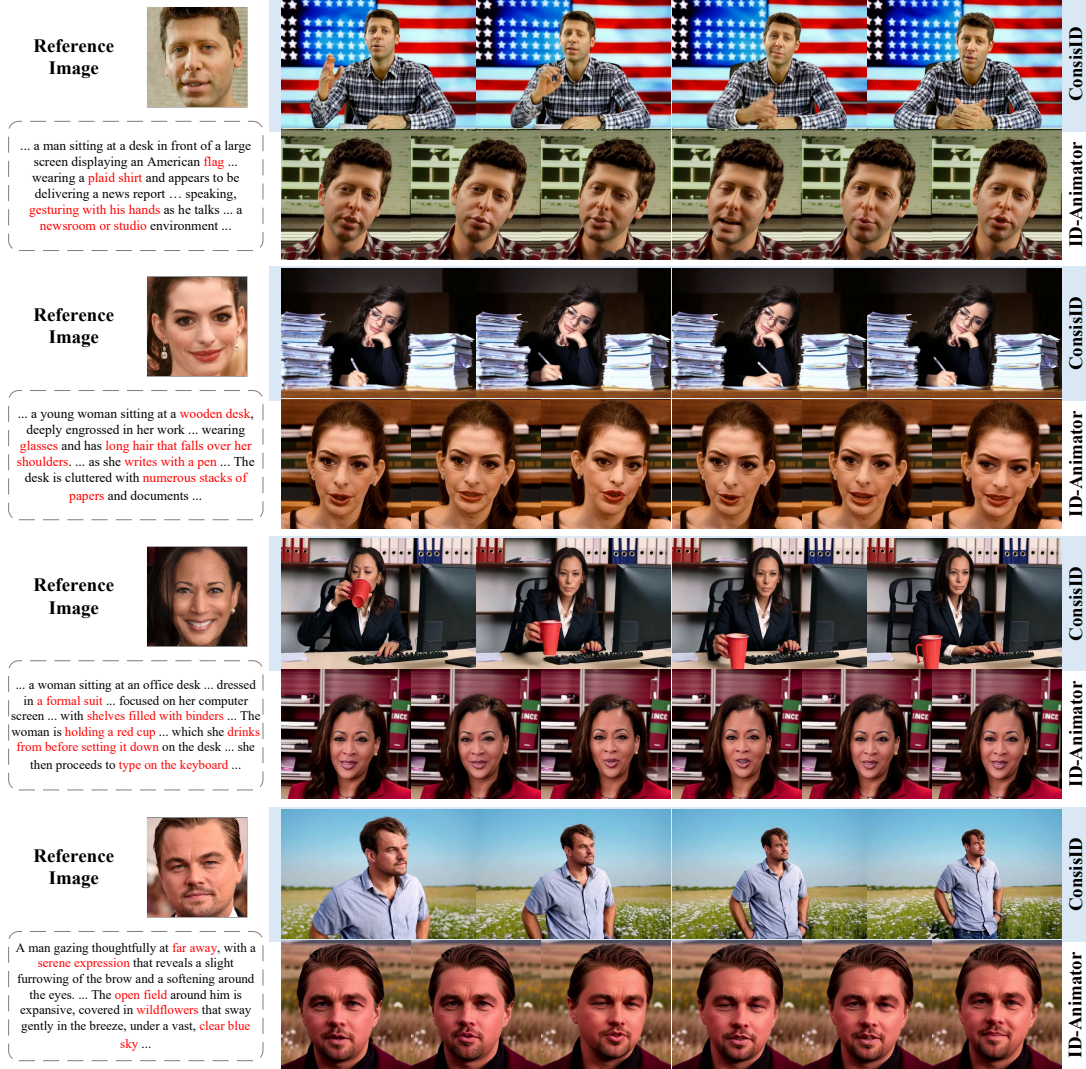 Reference
Image
... a man sitting at a desk in front of a large
screen displaying an American flag ...
wearing a plaid shirt and appears to be
delivering a news report … speaking,
gesturing with his hands as he talks ... a
newsroom or studio environment ...
ConsisID
ID-Animator
Reference
Image
... a young woman sitting at a wooden desk,
deeply engrossed in her work ... wearing
glasses and has long hair that falls over her
shoulders. ... as she writes with a pen ... The
desk is cluttered with numerous stacks of
papers and documents ...
ConsisID
ID-Animator
Reference
Image
... a woman sitting at an office desk ... dressed
in a formal suit ... focused on her computer
screen ... with shelves filled with binders ... The
woman is holding a red cup ... which she drinks
from before setting it down on the desk ... she
then proceeds to type on the keyboard ...
ConsisID
INCE
INCE
ID-Animator
Reference
Image
A man gazing thoughtfully at far away, with a
serene expression that reveals a slight
furrowing of the brow and a softening around
the eyes. ... The open field around him is
expansive, covered in wildflowers that sway
gently in the breeze, under a vast, clear blue
sky ...
ConsisID
ID-Animator